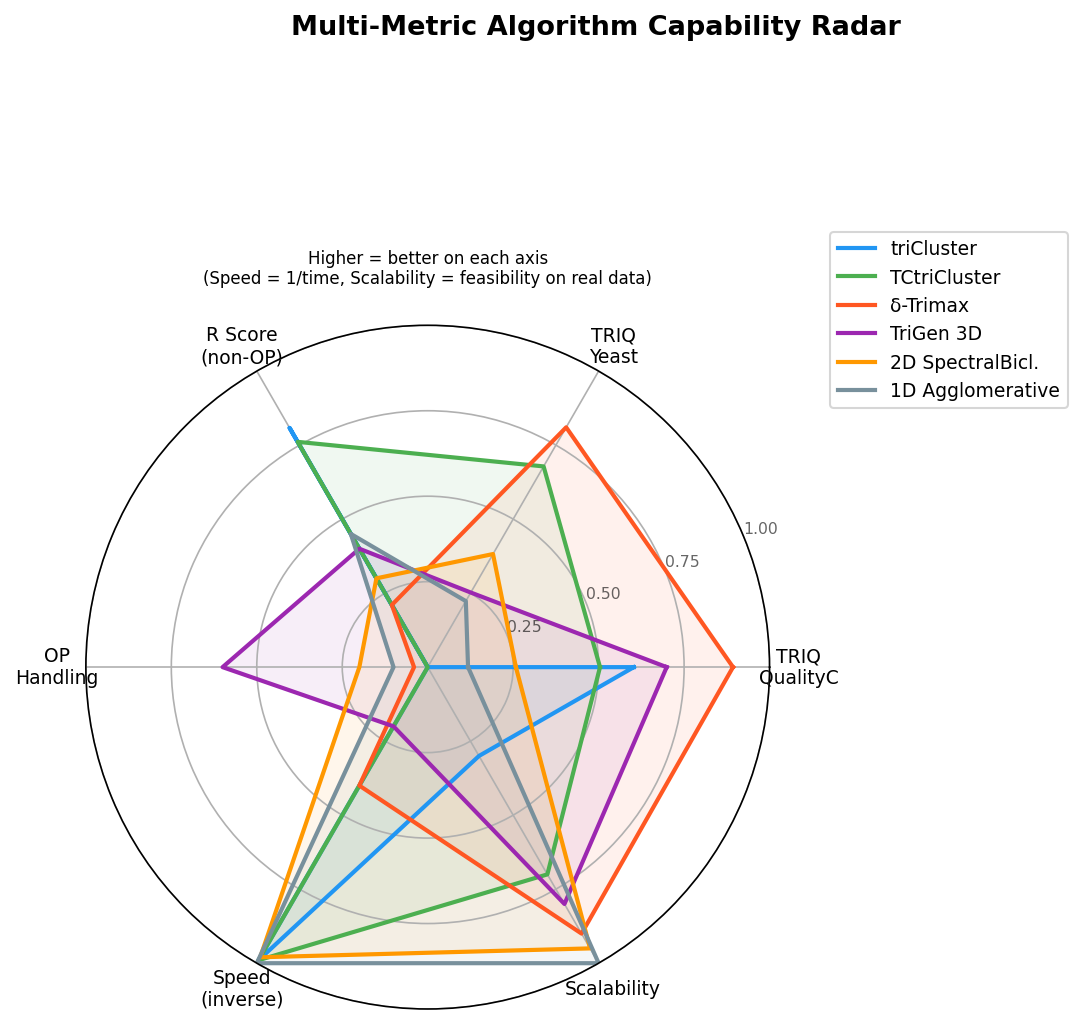 Multi-Metric Algorithm Capability Radar
Higher = better on each axis
(Speed = 1/time, Scalability = feasibility on real data)
triCluster
TCtriCluster
δ-Trimax
TriGen 3D
2D SpectralBicl.
1D Agglomerative
R Score
(non-OP)
TRIQ
Yeast
1.00
0.75
0.50
0.25
OP
Handling
TRIQ
QualityC
Speed
(inverse)
Scalability